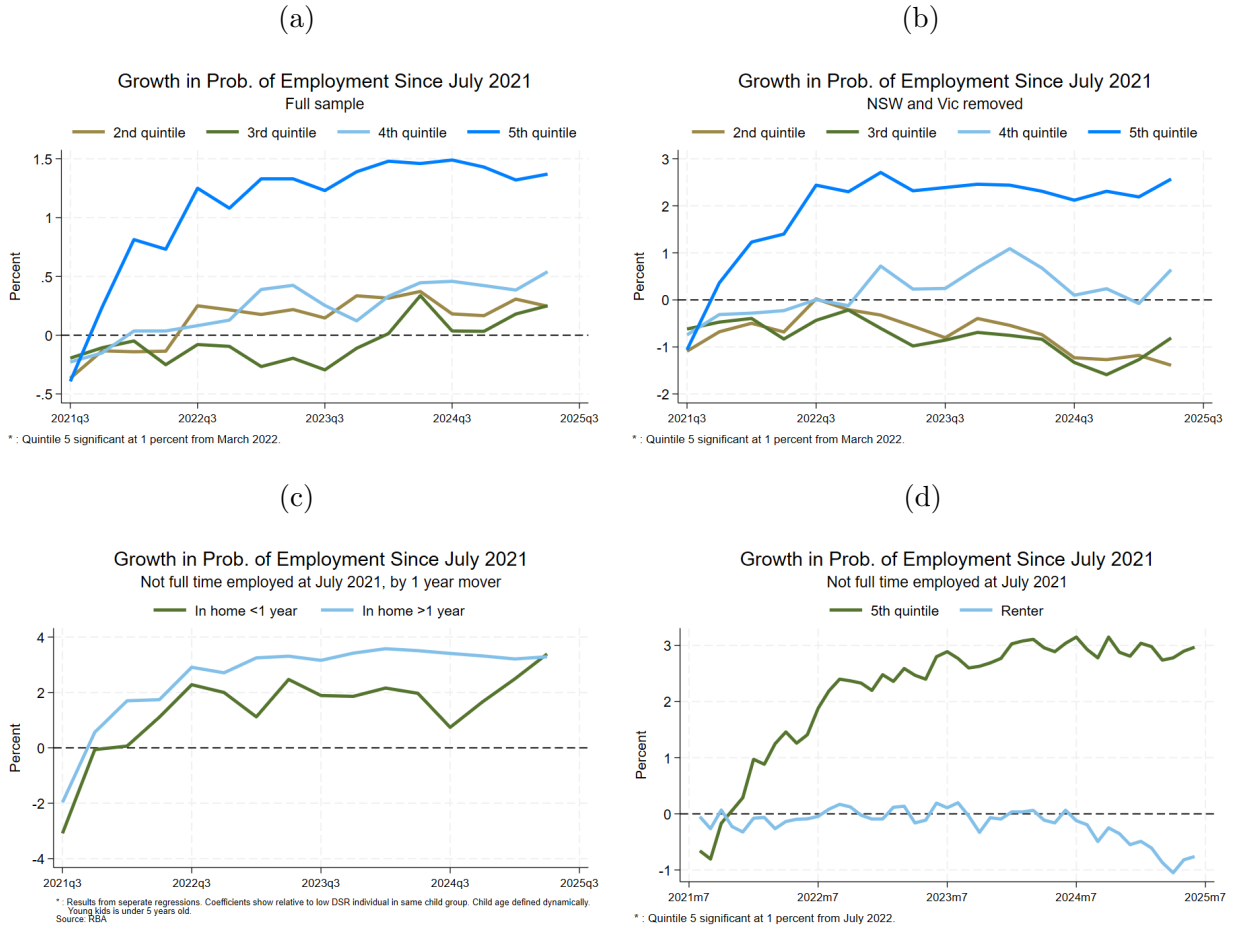 (a)
Growth in Prob. of Employment Since July 2021
Full sample
2nd quintile 3rd quintile 4th quintile 5th quintile
Percent
1.5
1
.5
0
-.5
2021q3 2022q3 2023q3 2024q3 2025q3
* : Quintile 5 significant at 1 percent from March 2022.
(b)
Growth in Prob. of Employment Since July 2021
NSW and Vic removed
2nd quintile 3rd quintile 4th quintile 5th quintile
Percent
3
2
1
0
-1
-2
2021q3 2022q3 2023q3 2024q3 2025q3
* : Quintile 5 significant at 1 percent from March 2022.
(c)
Growth in Prob. of Employment Since July 2021
Not full time employed at July 2021, by 1 year mover
In home <1 year In home >1 year
Percent
4
2
0
-2
-4
2021q3 2022q3 2023q3 2024q3 2025q3
* : Results from seperate regressions. Coefficients show relative to low DSR individual in same child group. Child age defined dynamically.
Young kids is under 5 years old.
Source: RBA
(d)
Growth in Prob. of Employment Since July 2021
Not full time employed at July 2021
5th quintile Renter
Percent
3
2
1
0
-1
2021m7 2022m7 2023m7 2024m7 2025m7
* : Quintile 5 significant at 1 percent from July 2022.